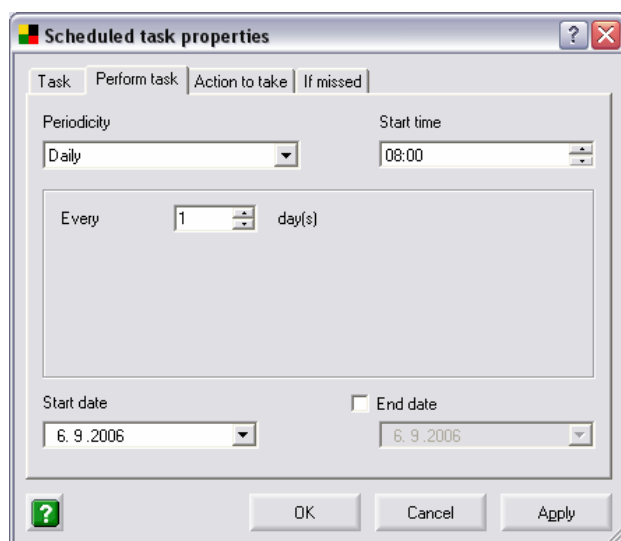 Scheduled task properties
Task Perform task Action to take If missed
Periodicity Start time
Daily 08:00
Every 1 day(s)
Start date End date
6. 9 .2006 6. 9 .2006
OK Cancel Apply